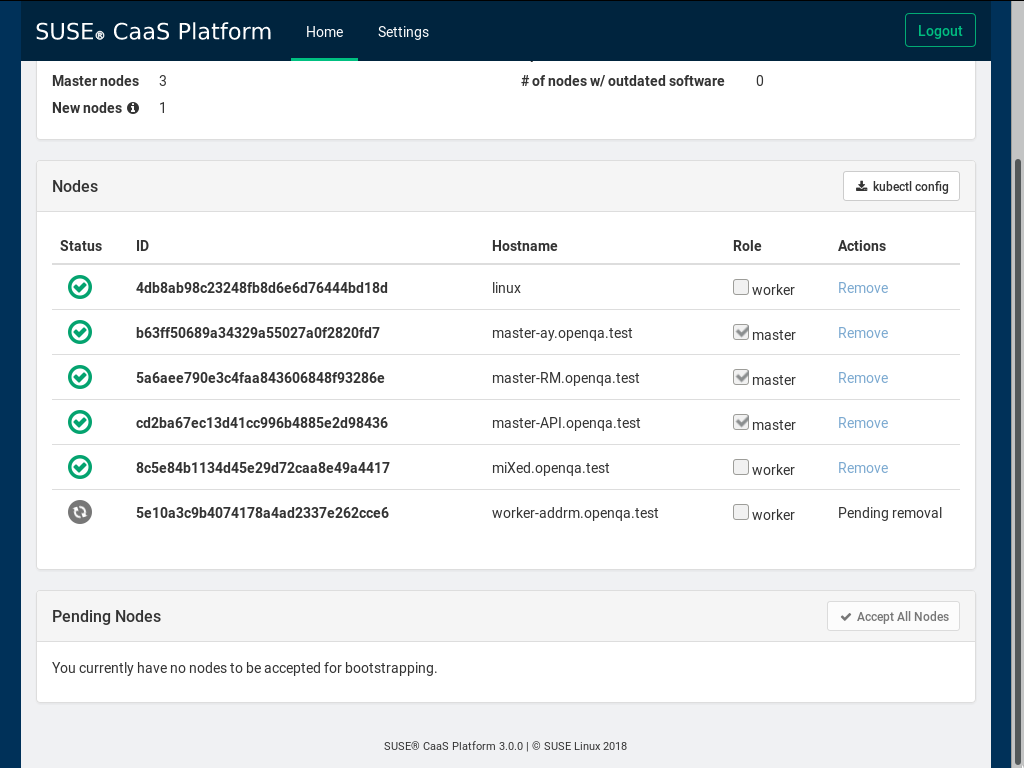 SUSE® CaaS Platform Home Settings Logout
Master nodes 3 # of nodes w/ outdated software 0
New nodes 1
Nodes kubectl config
Status ID Hostname Role Actions
4db8ab98c23248fb8d6e6d76444bd18d linux worker Remove
b63ff50689a34329a55027a0f2820fd7 master-ay.openqa.test master Remove
5a6aee790e3c4faa843606848f93286e master-RM.openqa.test master Remove
cd2ba67ec13d41cc996b4885e2d98436 master-API.openqa.test master Remove
8c5e84b1134d45e29d72caa8e49a4417 miXed.openqa.test worker Remove
5e10a3c9b4074178a4ad2337e262cce6 worker-addrm.openqa.test worker Pending removal
Pending Nodes Accept All Nodes
You currently have no nodes to be accepted for bootstrapping.
SUSE® CaaS Platform 3.0.0 | © SUSE Linux 2018